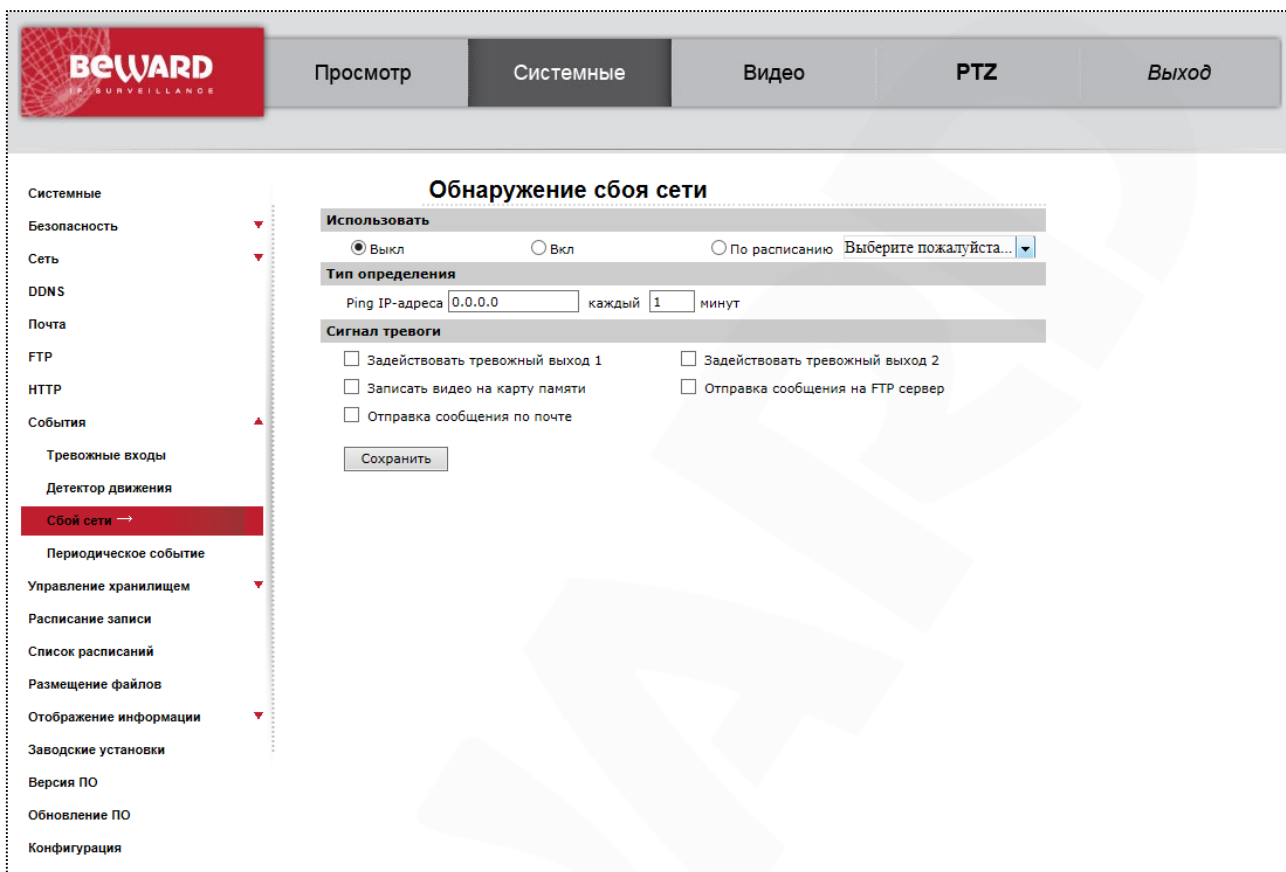 BEWARD
IP SURVEILLANCE
Просмотр
Системные
Видео
PTZ
Выход
Системные
Безопасность
Сеть
DDNS
Почта
FTP
HTTP
События
Тревожные входы
Детектор движения
Сбой сети →
Периодическое событие
Управление хранилищем
Расписание записи
Список расписаний
Размещение файлов
Отображение информации
Заводские установки
Версия ПО
Обновление ПО
Конфигурация
Обнаружение сбоя сети
Использовать
Выкл Вкл По расписанию Выберите пожалуйста...
Тип определения
Ping IP-адреса 0.0.0.0 каждый 1 минут
Сигнал тревоги
Задействовать тревожный выход 1 Задействовать тревожный выход 2
Записать видео на карту памяти Отправка сообщения на FTP сервер
Отправка сообщения по почте
Сохранить